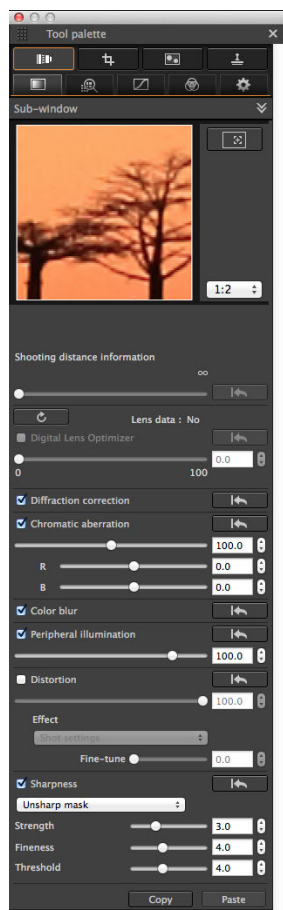 Tool palette
Sub-window
1:2
Shooting distance information
∞
Lens data : No
Digital Lens Optimizer
0.0
0 100
Diffraction correction
Chromatic aberration
100.0
R 0.0
B 0.0
Color blur
Peripheral illumination
100.0
Distortion
100.0
Effect
Shot settings
Fine-tune 0.0
Sharpness
Unsharp mask
Strength 3.0
Fineness 4.0
Threshold 4.0
Copy Paste